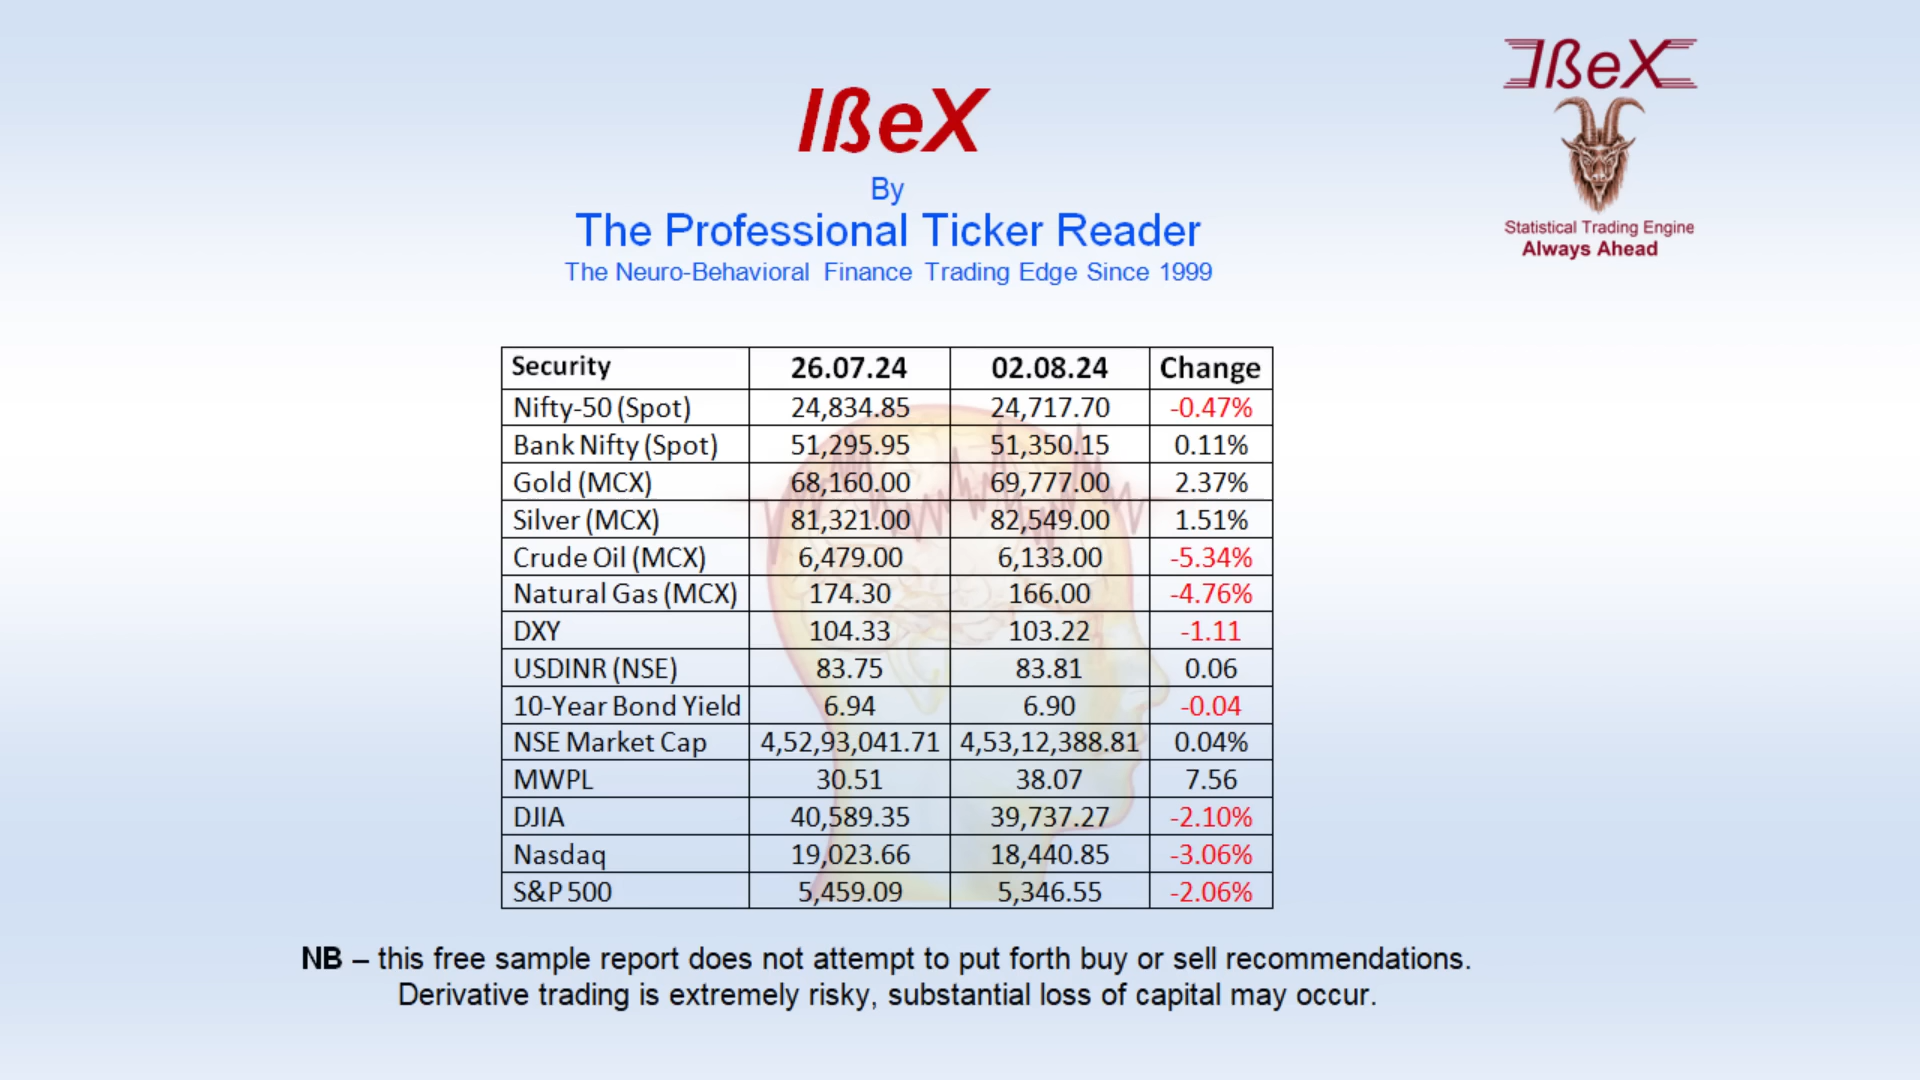 IßeX
IßeX
By
The Professional Ticker Reader
The Neuro-Behavioral Finance Trading Edge Since 1999
Statistical Trading Engine
Always Ahead
Security 26.07.24 02.08.24 Change
Nifty-50 (Spot) 24,834.85 24,717.70 -0.47%
Bank Nifty (Spot) 51,295.95 51,350.15 0.11%
Gold (MCX) 68,160.00 69,777.00 2.37%
Silver (MCX) 81,321.00 82,549.00 1.51%
Crude Oil (MCX) 6,479.00 6,133.00 -5.34%
Natural Gas (MCX) 174.30 166.00 -4.76%
DXY 104.33 103.22 -1.11
USDINR (NSE) 83.75 83.81 0.06
10-Year Bond Yield 6.94 6.90 -0.04
NSE Market Cap 4,52,93,041.71 4,53,12,388.81 0.04%
MWPL 30.51 38.07 7.56
DJIA 40,589.35 39,737.27 -2.10%
Nasdaq 19,023.66 18,440.85 -3.06%
S&P 500 5,459.09 5,346.55 -2.06%
NB – this free sample report does not attempt to put forth buy or sell recommendations.
Derivative trading is extremely risky, substantial loss of capital may occur.